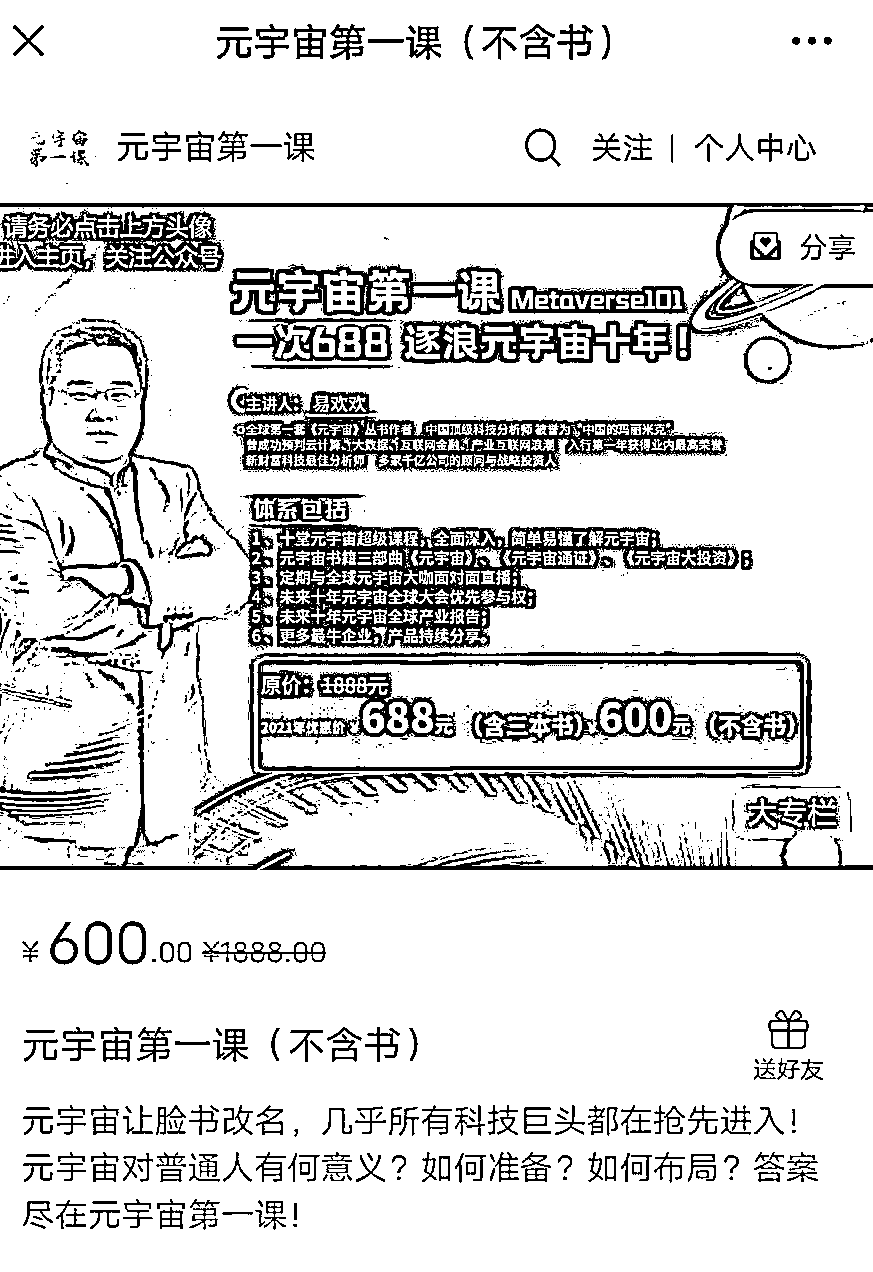 元宇宙第一课（不含书）
元宇宙
第一课
元宇宙第一课
关注 | 个人中心
请务必点击上方头像
进入主页，关注公众号
分享
元宇宙第一课 Metaverse101
一次688 逐浪元宇宙十年！
主讲人：易欢欢
全球第一套《元宇宙》丛书作者 中国顶级科技分析师 被誉为"中国的玛丽米克"
曾成功预判云计算、大数据、互联网金融、产业互联网浪潮 入行第一年获得业内最高荣誉
新财富科技最佳分析师 多家千亿公司的顾问与战略投资人
体系包括
1、十堂元宇宙超级课程，全面深入，简单易懂了解元宇宙；
2、元宇宙书籍三部曲《元宇宙》、《元宇宙通证》、《元宇宙大投资》；
3、定期与全球元宇宙大咖面对面直播；
4、未来十年元宇宙全球大会优先参与权；
5、未来十年元宇宙全球产业报告；
6、更多最牛企业，产品持续分享。
原价：1888元
¥688元（含三本书）¥600元（不含书）
大专栏
¥600.00 ¥1888.00
元宇宙第一课（不含书）
送好友
元宇宙让脸书改名，几乎所有科技巨头都在抢先进入！
元宇宙对普通人有何意义？如何准备？如何布局？答案
尽在元宇宙第一课！